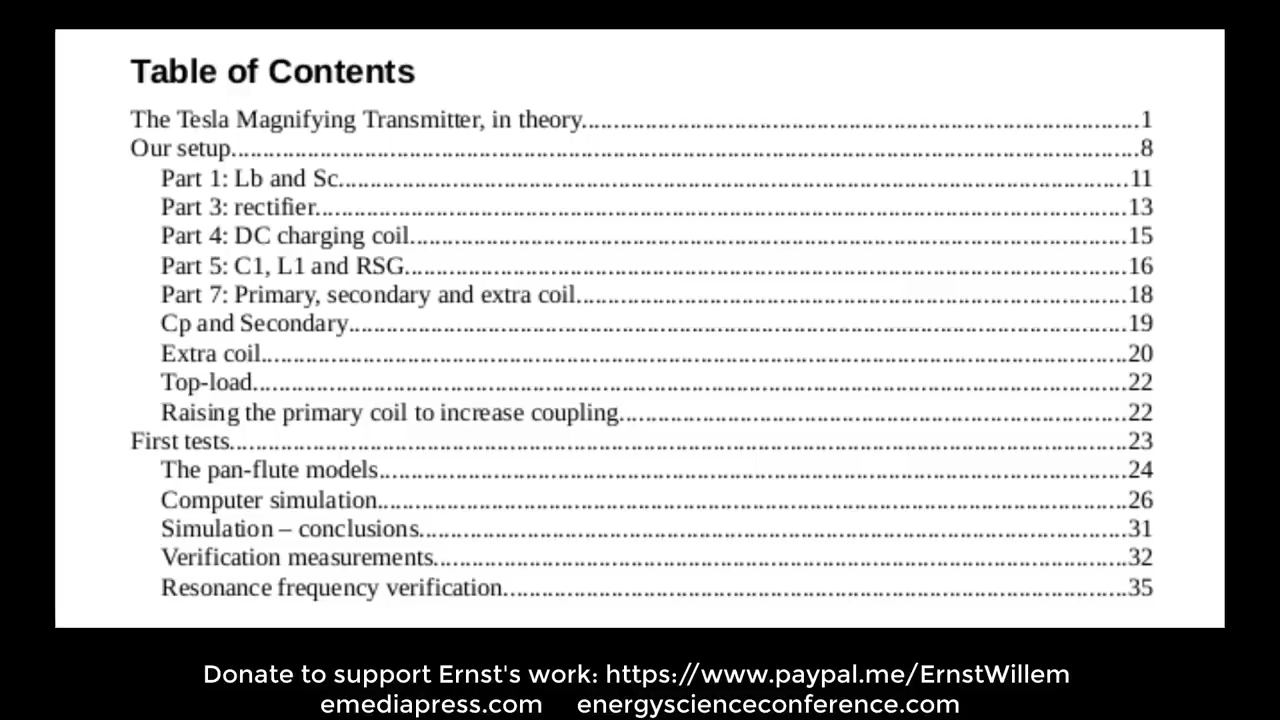 Table of Contents
The Tesla Magnifying Transmitter, in theory....................................................................................1
Our setup....................................................................................8
Part 1: Lb and Sc....................................................................................11
Part 3: rectifier....................................................................................13
Part 4: DC charging coil....................................................................................15
Part 5: C1, L1 and RSG....................................................................................16
Part 7: Primary, secondary and extra coil....................................................................................18
Cp and Secondary....................................................................................19
Extra coil....................................................................................20
Top-load....................................................................................22
Raising the primary coil to increase coupling....................................................................................22
First tests....................................................................................23
The pan-flute models....................................................................................24
Computer simulation....................................................................................26
Simulation – conclusions....................................................................................31
Verification measurements....................................................................................32
Resonance frequency verification....................................................................................35
Donate to support Ernst's work: https://www.paypal.me/ErnstWillem
emediapress.com energyscienceconference.com